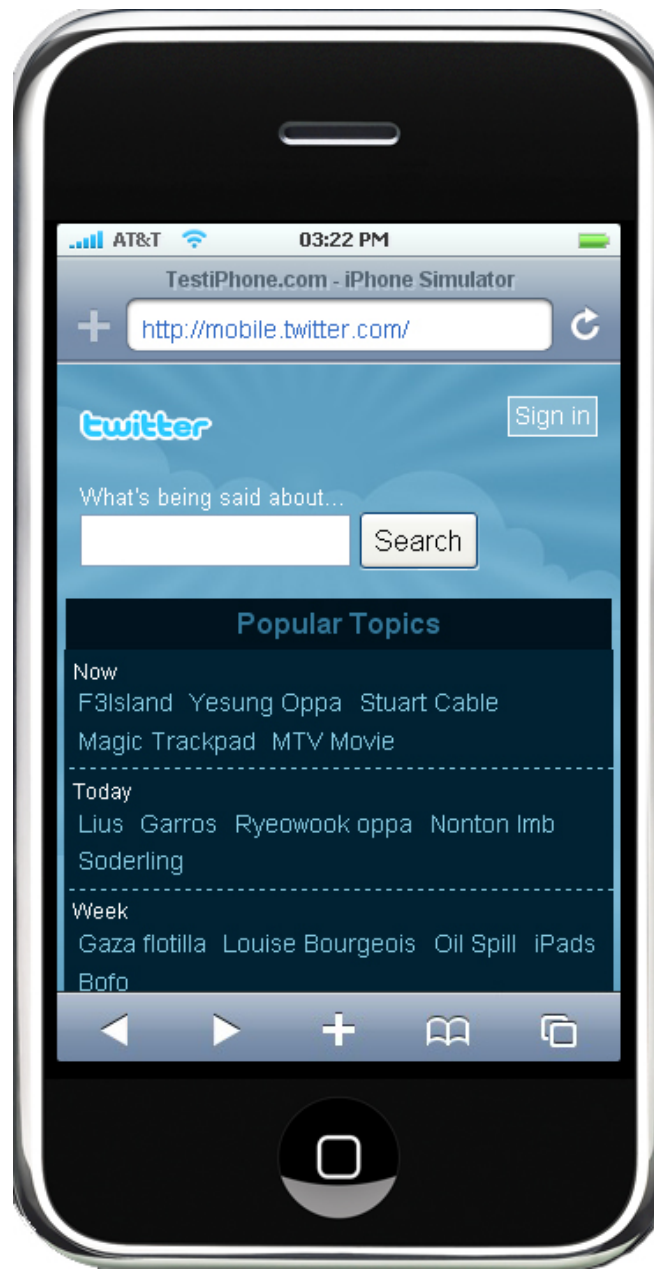 AT&T 03:22 PM
TestiPhone.com - iPhone Simulator
http://mobile.twitter.com/
twitter
Sign in
What's being said about...
Search
Popular Topics
Now
F3Island Yesung Oppa Stuart Cable
Magic Trackpad MTV Movie
Today
Lius Garros Ryeowook oppa Nonton Imb
Soderling
Week
Gaza flotilla Louise Bourgeois Oil Spill iPads
Bofo